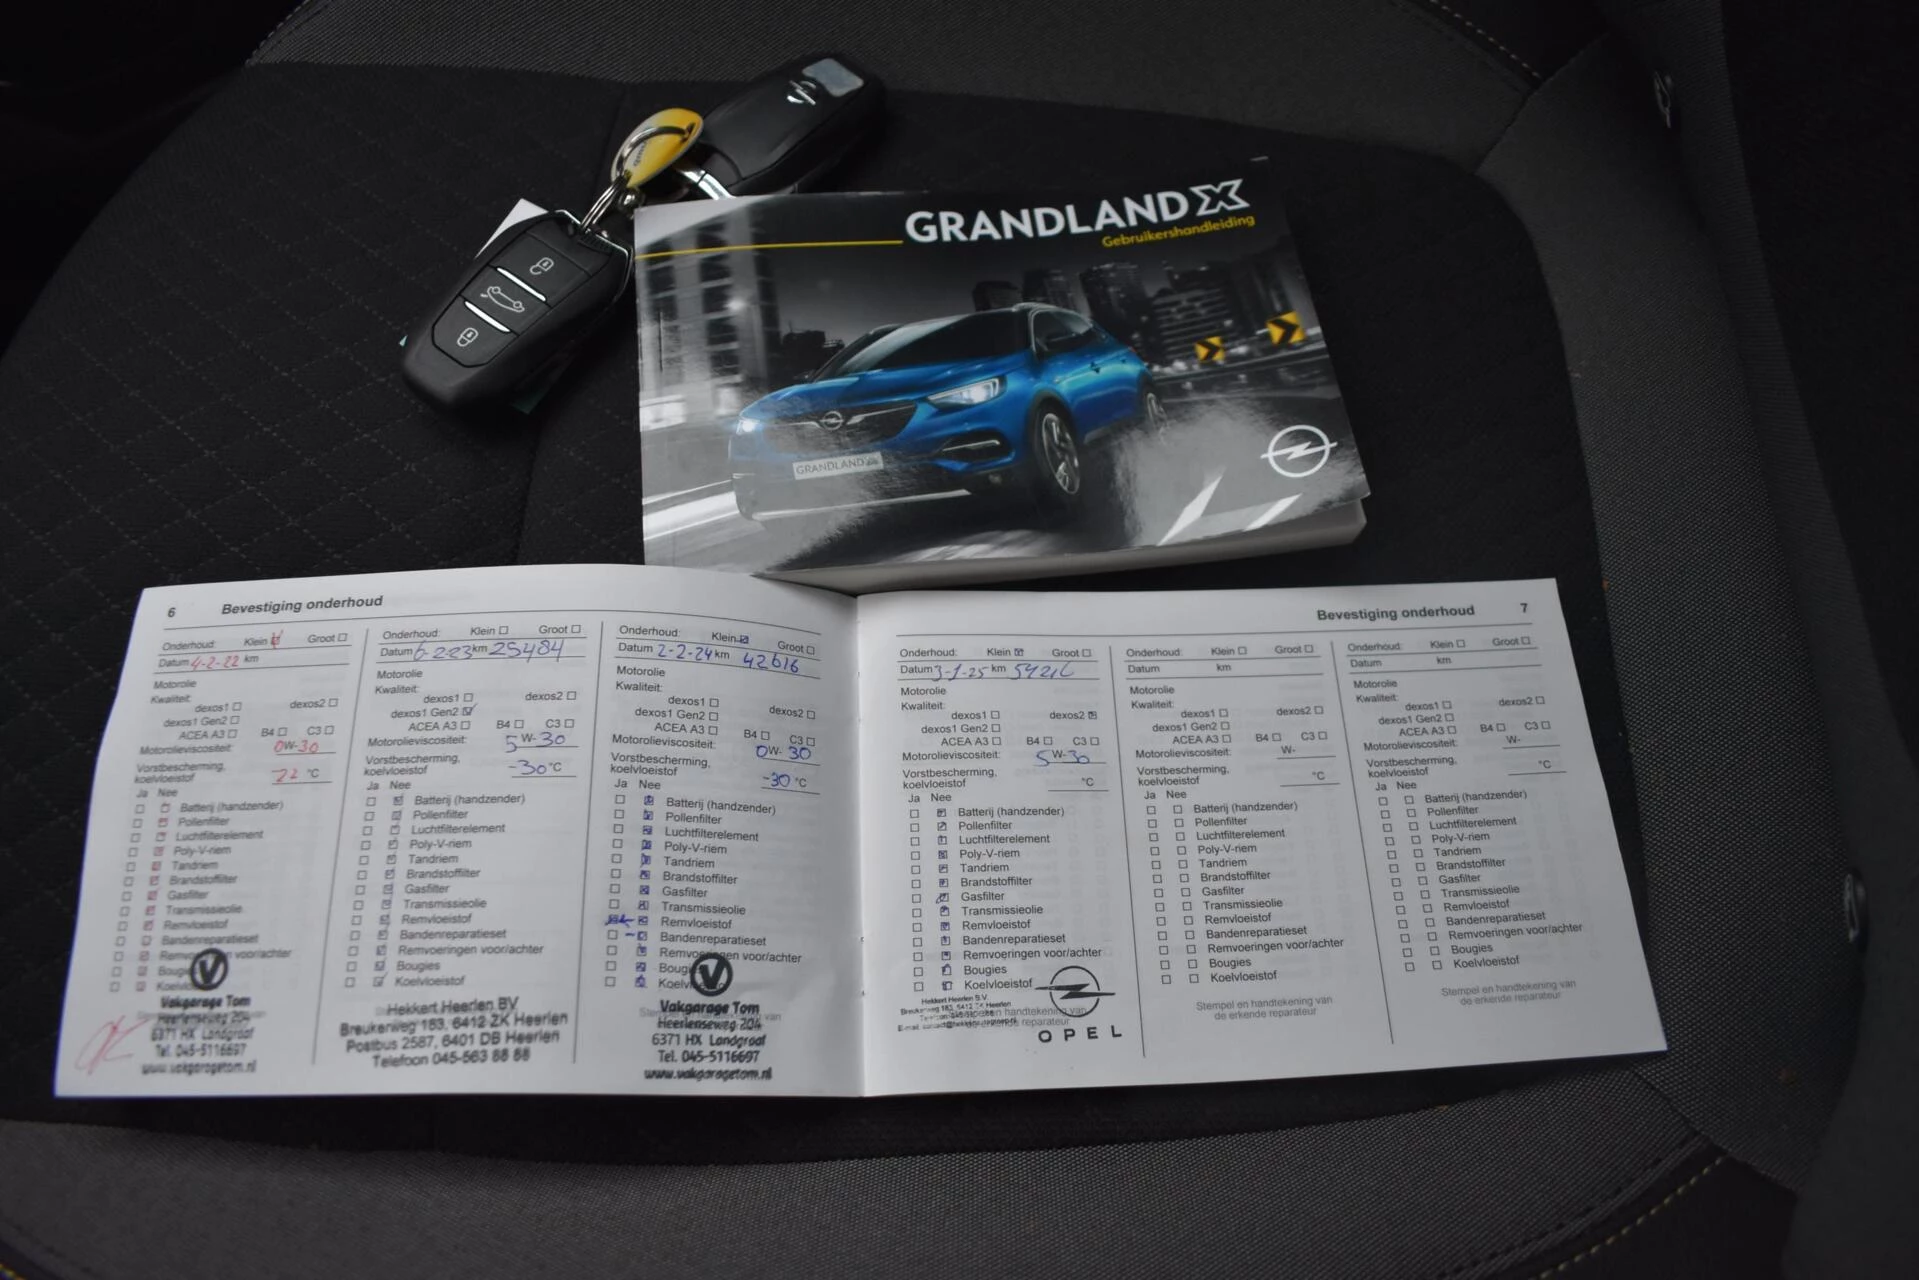 GRANDLAND X
Gebruikershandleiding
GRANDLAND X
6 Bevestiging onderhoud
Onderhoud: Klein Groot
Datum 4-2-22 km
Motorolie
Kwaliteit:
dexos1 dexos2
dexos1 Gen2
ACEA A3 B4 C3
Motorolieviscositeit: 0W-30
Vorstbescherming,
koelvloeistof °C
Ja Nee
Batterij (handzender)
Pollenfilter
Luchtfilterelement
Poly-V-riem
Tandriem
Brandstoffilter
Gasfilter
Transmissieolie
Remvloeistof
Bandenreparatieset
voor/achter
Vakgarage Tom
Heerlenseweg 204
6371 HX Landgraaf
Tel. 045-5116697
www.vakgaragetom.nl
Onderhoud: Klein Groot
Datum 6-2-23 km 25484
Motorolie
Kwaliteit:
dexos1 dexos2
dexos1 Gen2
ACEA A3 B4 C3
Motorolieviscositeit: 5W-30
Vorstbescherming,
koelvloeistof -30 °C
Ja Nee
Batterij (handzender)
Pollenfilter
Luchtfilterelement
Poly-V-riem
Tandriem
Brandstoffilter
Gasfilter
Transmissieolie
Remvloeistof
Bandenreparatieset
Remvoeringen voor/achter
Bougies
Koelvloeistof
Hekkert Heerlen BV
Breukerweg 183, 6412 ZK Heerlen
Postbus 2587, 6401 DB Heerlen
Telefoon 045-563 88 88
Onderhoud: Klein Groot
Datum 2-2-24 km 42616
Motorolie
Kwaliteit:
dexos1 dexos2
dexos1 Gen2
ACEA A3 B4 C3
Motorolieviscositeit: 0W-30
Vorstbescherming,
koelvloeistof -30 °C
Ja Nee
Batterij (handzender)
Pollenfilter
Luchtfilterelement
Poly-V-riem
Tandriem
Brandstoffilter
Gasfilter
Transmissieolie
Remvloeistof
Bandenreparatieset
Remvoeringen voor/achter
Vakgarage Tom
Heerlenseweg 204
6371 HX Landgraaf
Tel. 045-5116697
www.vakgaragetom.nl
Bevestiging onderhoud 7
Onderhoud: Klein Groot
Datum 3-1-25 km
Motorolie
Kwaliteit:
dexos1 dexos2
dexos1 Gen2
ACEA A3 B4 C3
Motorolieviscositeit: 5W-30
Vorstbescherming,
koelvloeistof °C
Ja Nee
Batterij (handzender)
Pollenfilter
Luchtfilterelement
Poly-V-riem
Tandriem
Brandstoffilter
Gasfilter
Transmissieolie
Remvloeistof
Bandenreparatieset
Remvoeringen voor/achter
Bougies
Koelvloeistof
Hekkert Heerlen B.V.
Breukerweg 183, 6412 ZK Heerlen
OPEL
Onderhoud: Klein Groot
Datum km
Motorolie
Kwaliteit:
dexos1 dexos2
dexos1 Gen2
ACEA A3 B4 C3
Motorolieviscositeit: W-
Vorstbescherming,
koelvloeistof °C
Ja Nee
Batterij (handzender)
Pollenfilter
Luchtfilterelement
Poly-V-riem
Tandriem
Brandstoffilter
Gasfilter
Transmissieolie
Remvloeistof
Bandenreparatieset
Remvoeringen voor/achter
Bougies
Koelvloeistof
Stempel en handtekening van
de erkende reparateur
Onderhoud: Klein Groot
Datum km
Motorolie
Kwaliteit:
dexos1 dexos2
dexos1 Gen2
ACEA A3 B4 C3
Motorolieviscositeit: W-
Vorstbescherming,
koelvloeistof °C
Ja Nee
Batterij (handzender)
Pollenfilter
Luchtfilterelement
Poly-V-riem
Tandriem
Brandstoffilter
Gasfilter
Transmissieolie
Remvloeistof
Bandenreparatieset
Remvoeringen voor/achter
Bougies
Koelvloeistof
Stempel en handtekening van
de erkende reparateur